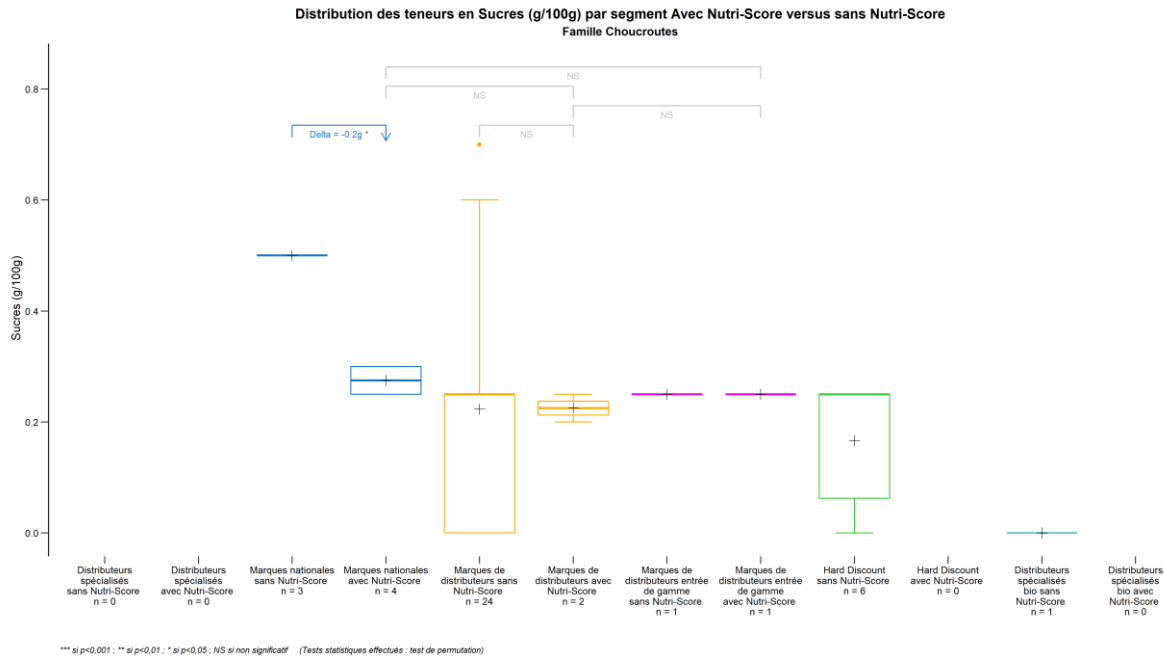 Distribution des teneurs en Sucres (g/100g) par segment Avec Nutri-Score versus sans Nutri-Score
Famille Choucroutes
Sucres (g/100g)
0.8
0.6
0.4
0.2
0.0
NS
NS
NS
Delta = -0.2g *
NS
Distributeurs
spécialisés
sans Nutri-Score
n = 0
Distributeurs
spécialisés
avec Nutri-Score
n = 0
Marques nationales
sans Nutri-Score
n = 3
Marques nationales
avec Nutri-Score
n = 4
Marques de
distributeurs sans
Nutri-Score
n = 24
Marques de
distributeurs avec
Nutri-Score
n = 2
Marques de
distributeurs entrée
de gamme
sans Nutri-Score
n = 1
Marques de
distributeurs entrée
de gamme
avec Nutri-Score
n = 1
Hard Discount
sans Nutri-Score
n = 6
Hard Discount
avec Nutri-Score
n = 0
Distributeurs
spécialisés
bio sans
Nutri-Score
n = 1
Distributeurs
spécialisés
bio avec
Nutri-Score
n = 0
*** si p<0,001 ; ** si p<0,01 ; * si p<0,05 ; NS si non significatif (Tests statistiques effectués : test de permutation)